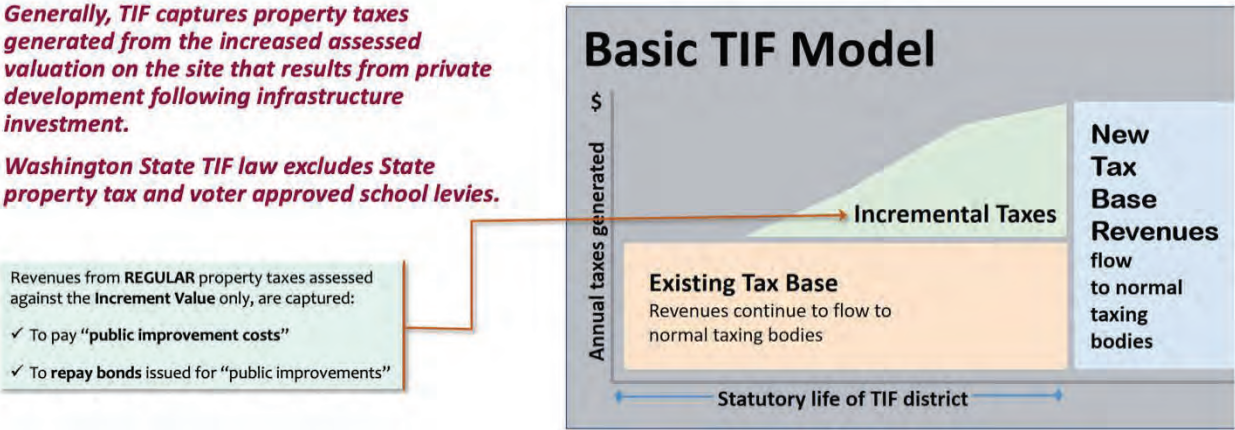 Generally, TIF captures property taxes
generated from the increased assessed
valuation on the site that results from private
development following infrastructure
investment.
Washington State TIF law excludes State
property tax and voter approved school levies.
Revenues from REGULAR property taxes assessed
against the Increment Value only, are captured:
✓ To pay “public improvement costs”
✓ To repay bonds issued for “public improvements”
Basic TIF Model
$
Annual taxes generated
Incremental Taxes
Existing Tax Base
Revenues continue to flow to
normal taxing bodies
New
Tax
Base
Revenues
flow
to normal
taxing
bodies
Statutory life of TIF district